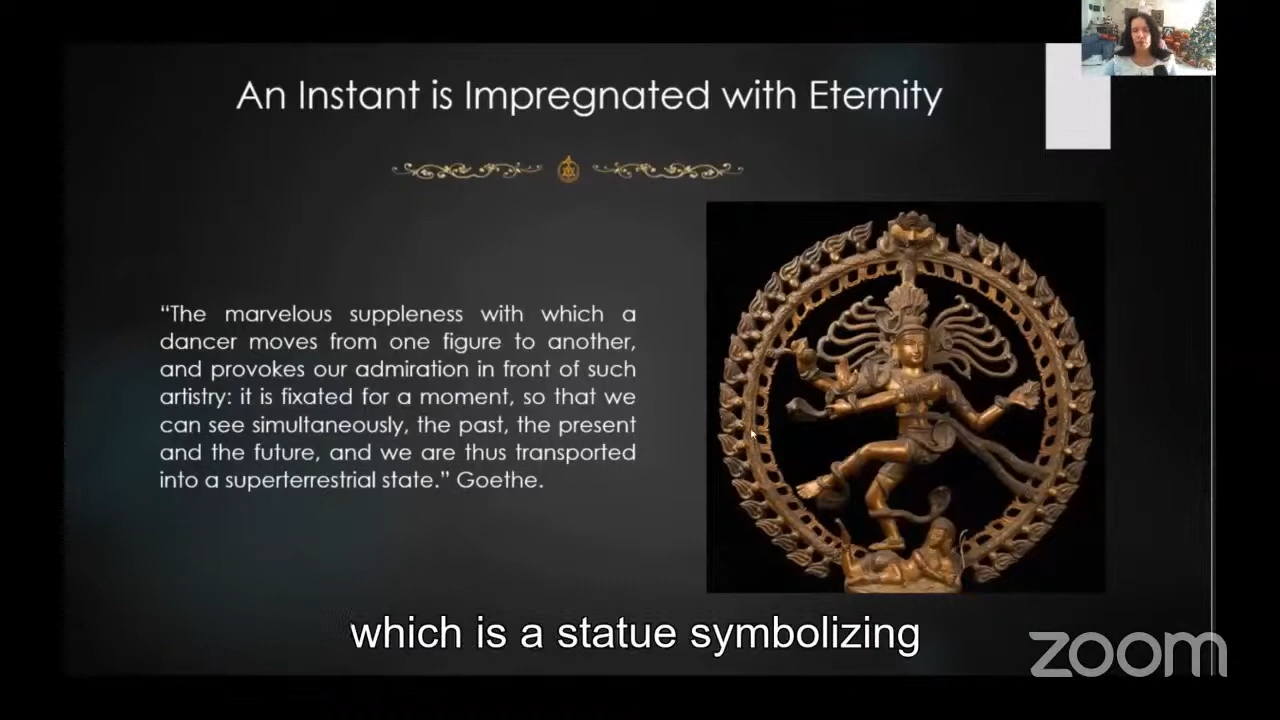 An Instant is Impregnated with Eternity
“The marvelous suppleness with which a
dancer moves from one figure to another,
and provokes our admiration in front of such
artistry: it is fixated for a moment, so that we
can see simultaneously, the past, the present
and the future, and we are thus transported
into a superterrestrial state.” Goethe.
which is a statue symbolizing
zoom